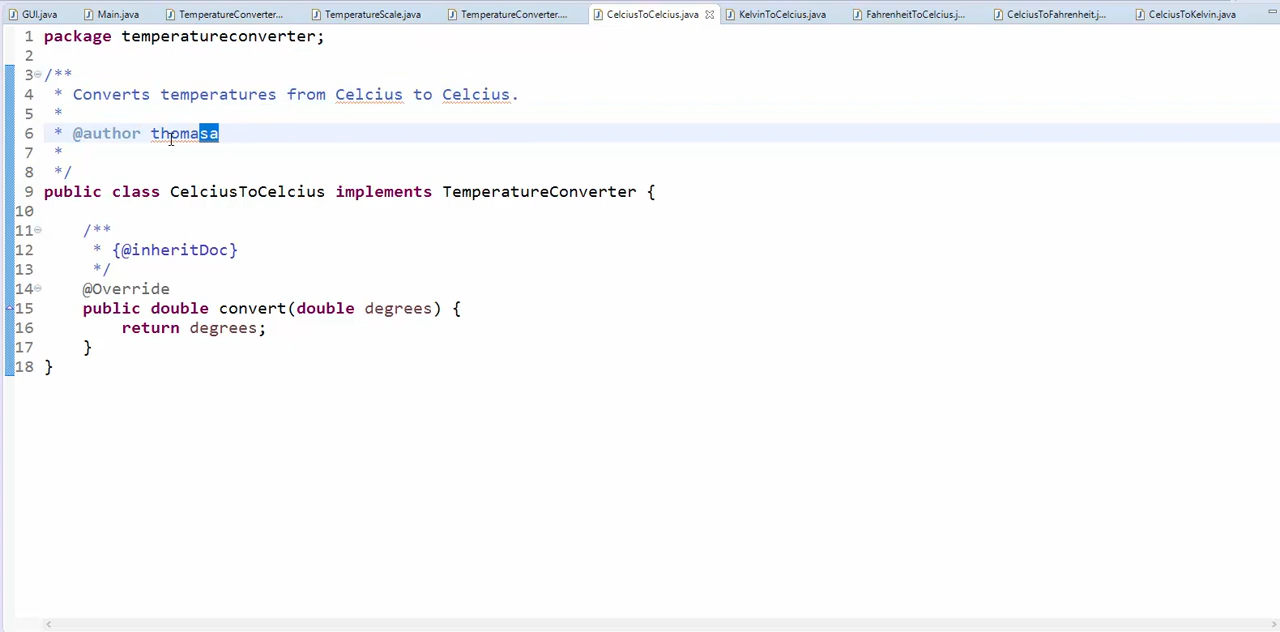 GUI.java Main.java TemperatureConverter... TemperatureScale.java TemperatureConverter.... CelciusToCelcius.java KelvinToCelcius.java FahrenheitToCelcius.j... CelciusToFahrenheit.j... CelciusToKelvin.java
1 package temperatureconverter;
2
3 /**
4 * Converts temperatures from Celcius to Celcius.
5 *
6 * @author thomasa
7 *
8 */
9 public class CelciusToCelcius implements TemperatureConverter {
10
11 /**
12 * {@inheritDoc}
13 */
14 @Override
15 public double convert(double degrees) {
16 return degrees;
17 }
18 }